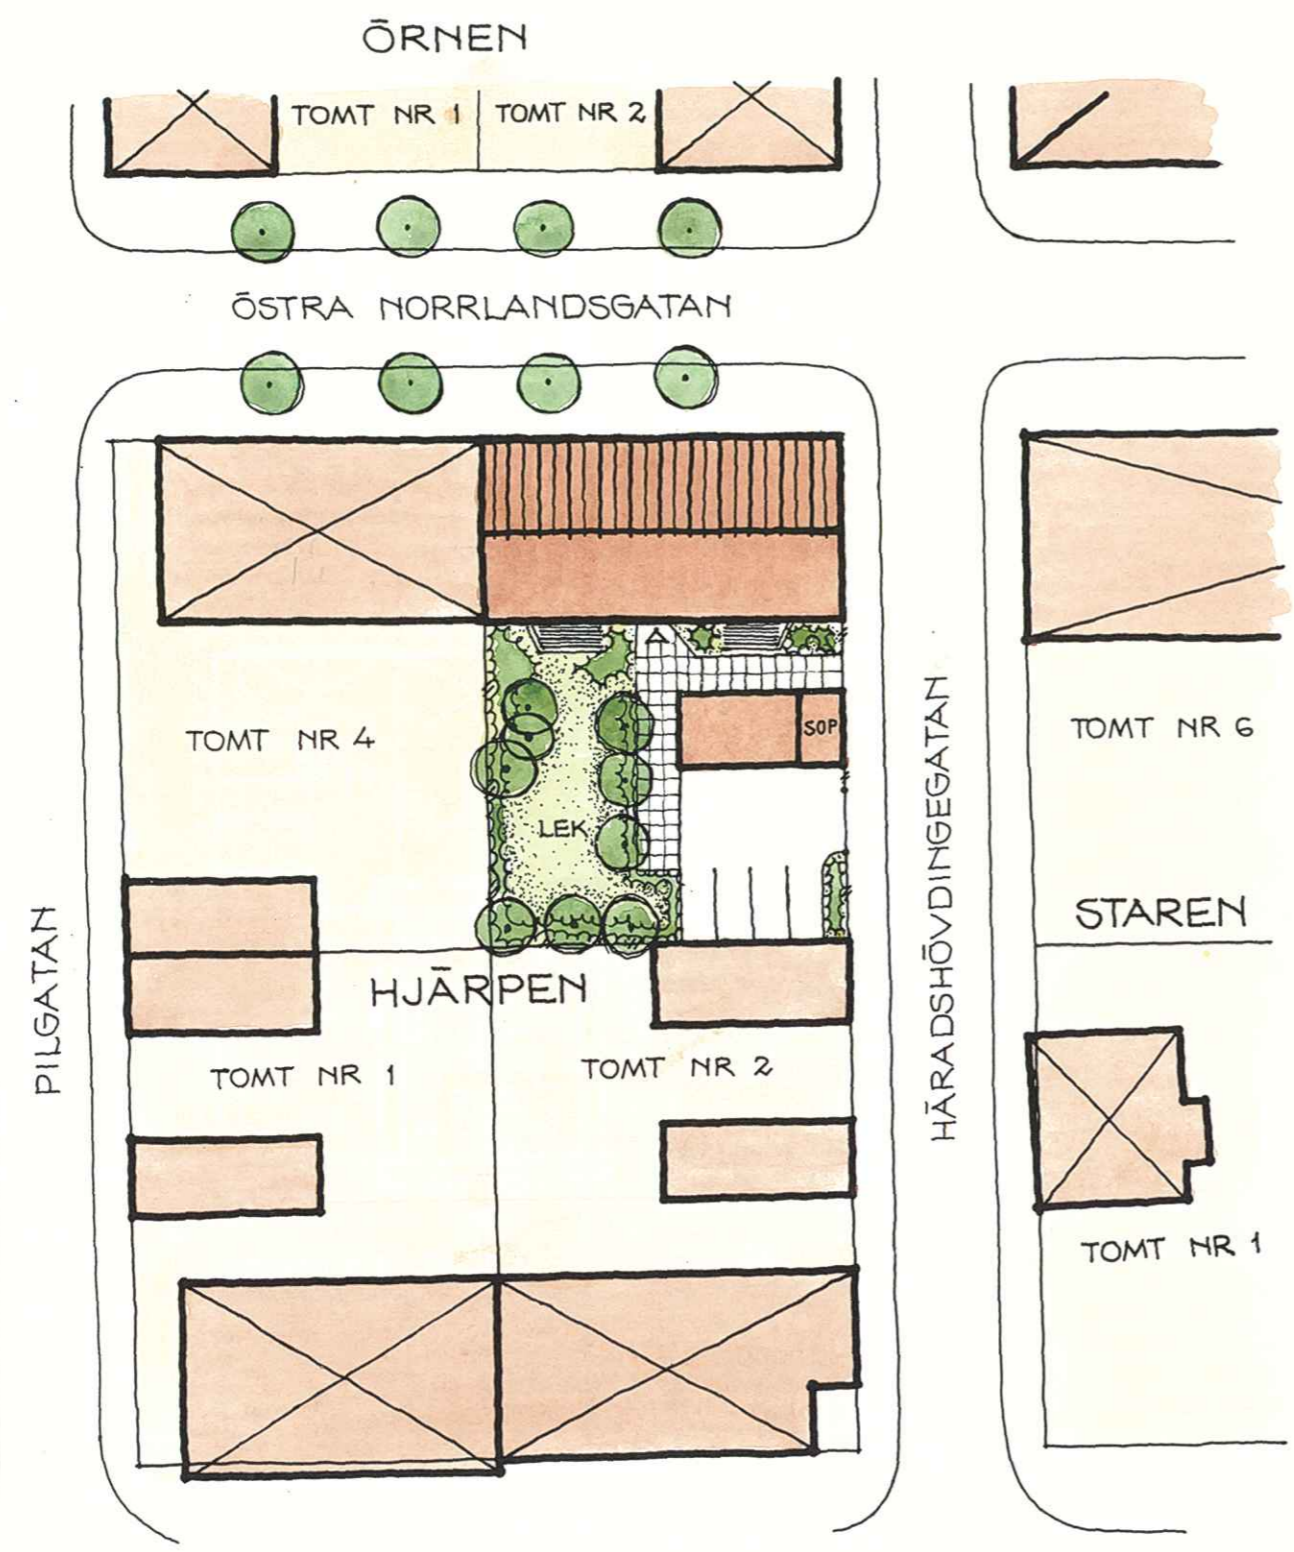 ÖRNEN
TOMT NR 1
TOMT NR 2
ÖSTRA NORRLANDSGATAN
A
SOP
TOMT NR 4
TOMT NR 6
LEK
HÄRADSHÖVDINGEGATAN
STAREN
PILGATAN
HJÄRPEN
TOMT NR 1
TOMT NR 2
TOMT NR 1